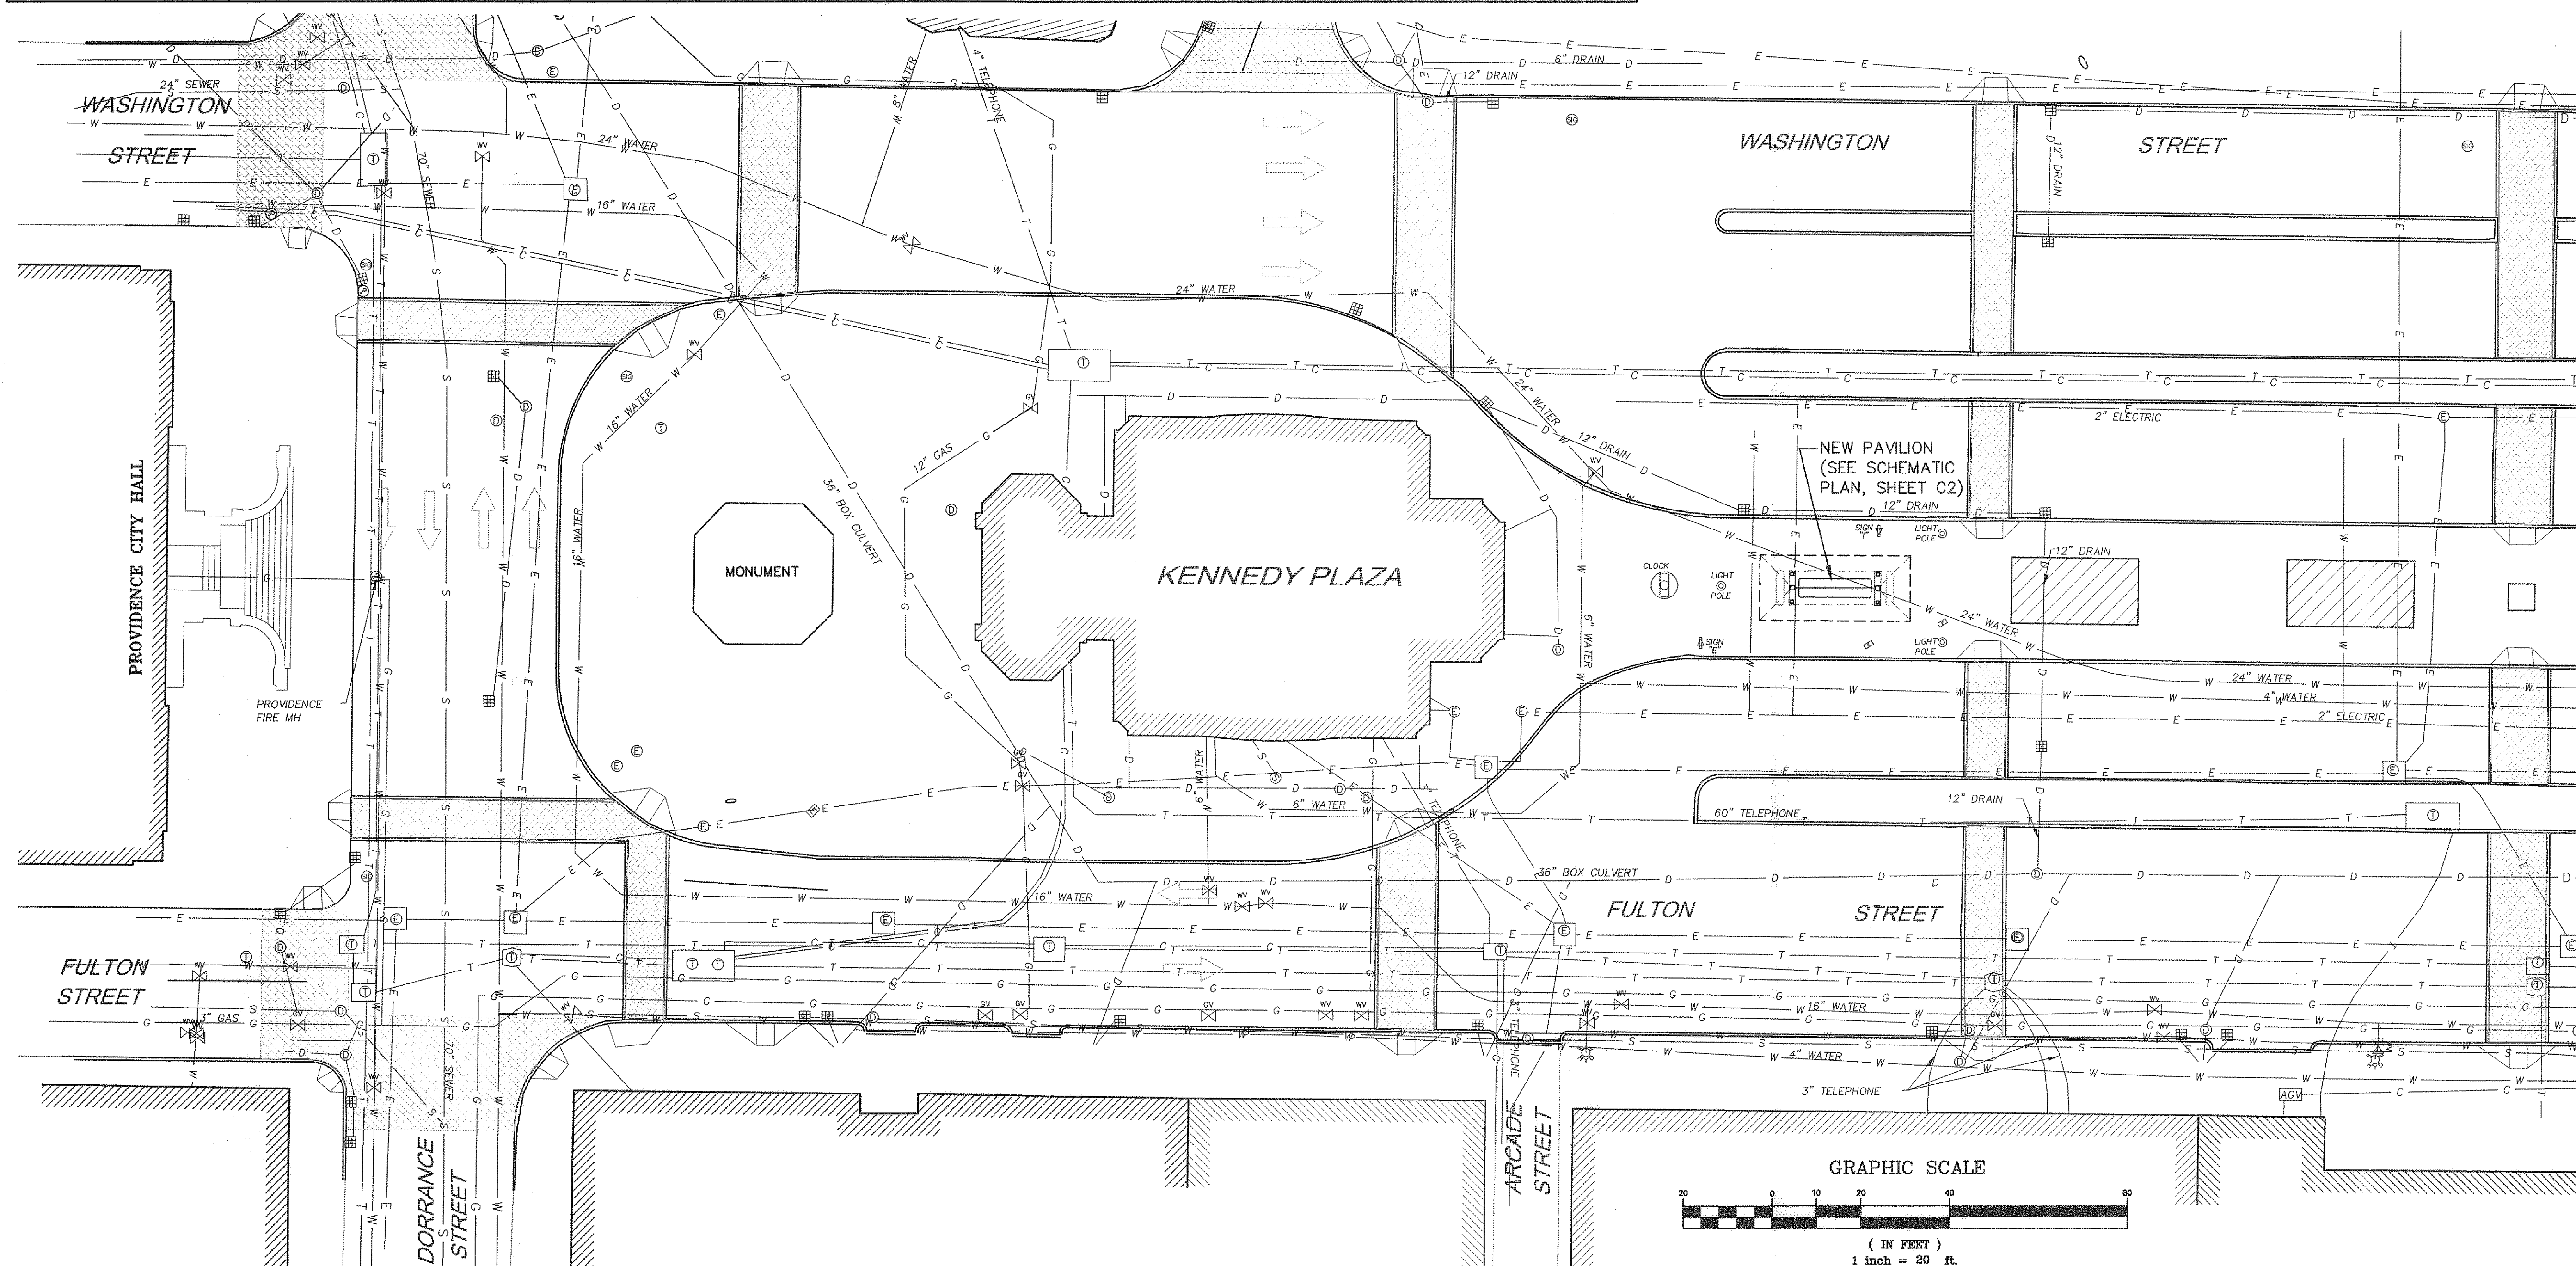 24" SEWER
WASHINGTON
STREET
70" SEWER
24" WATER
16" WATER
8" WATER
4" TELEPHONE
12" DRAIN
6" DRAIN
WASHINGTON
STREET
12" DRAIN
24" WATER
16" WATER
24" WATER
2" ELECTRIC
12" GAS
36" BOX CULVERT
12" DRAIN
NEW PAVILION
(SEE SCHEMATIC
PLAN, SHEET C2)
12" DRAIN
PROVIDENCE CITY HALL
16" WATER
MONUMENT
KENNEDY PLAZA
SIGN
LIGHT
POLE
CLOCK
LIGHT
POLE
12" DRAIN
24" WATER
6" WATER
SIGN
"E"
LIGHT
POLE
PROVIDENCE
FIRE MH
24" WATER
4" WATER
2" ELECTRIC
6" WATER
6" WATER
TELEPHONE
60" TELEPHONE
12" DRAIN
36" BOX CULVERT
16" WATER
FULTON
STREET
FULTON
STREET
3" GAS
16" WATER
70" SEWER
TELEPHONE
4" WATER
3" TELEPHONE
AGV
DORRANCE
STREET
ARCADE
STREET
GRAPHIC SCALE
20 0 10 20 40 80
( IN FEET )
1 inch = 20 ft.